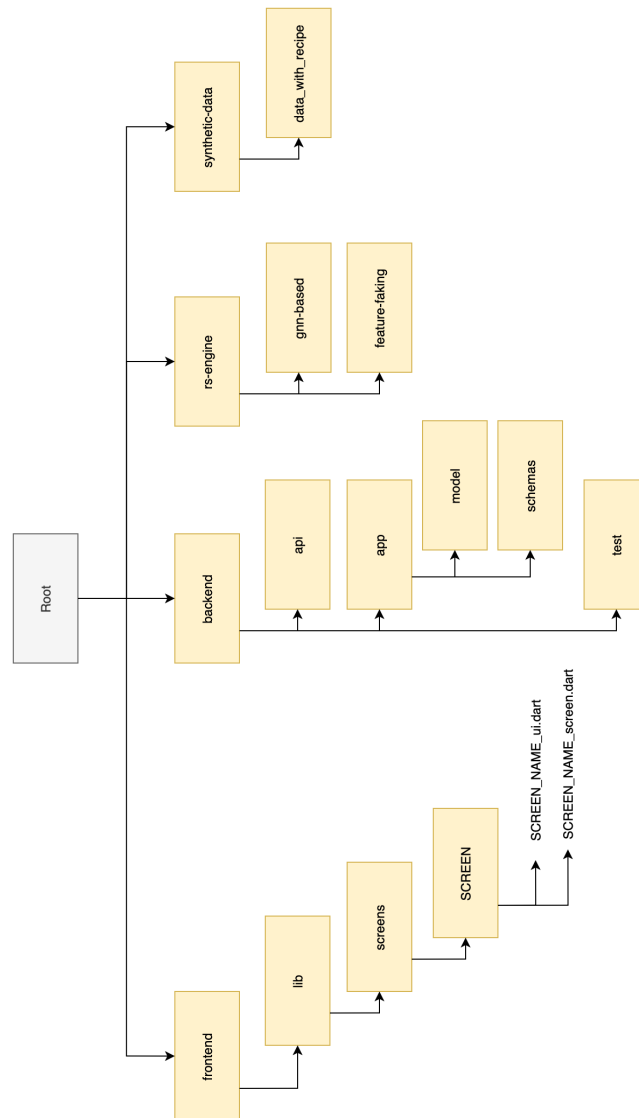 Root
frontend
backend
rs-engine
synthetic-data
lib
api
gnn-based
data_with_recipe
screens
app
feature-faking
SCREEN
model
SCREEN_NAME_ui.dart
schemas
SCREEN_NAME_screen.dart
test